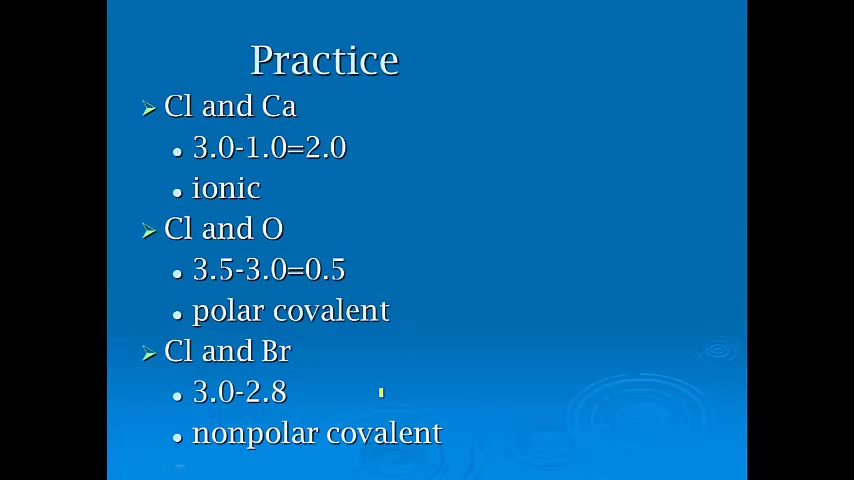 Practice
Cl and Ca
3.0-1.0=2.0
ionic
Cl and O
3.5-3.0=0.5
polar covalent
Cl and Br
3.0-2.8
nonpolar covalent